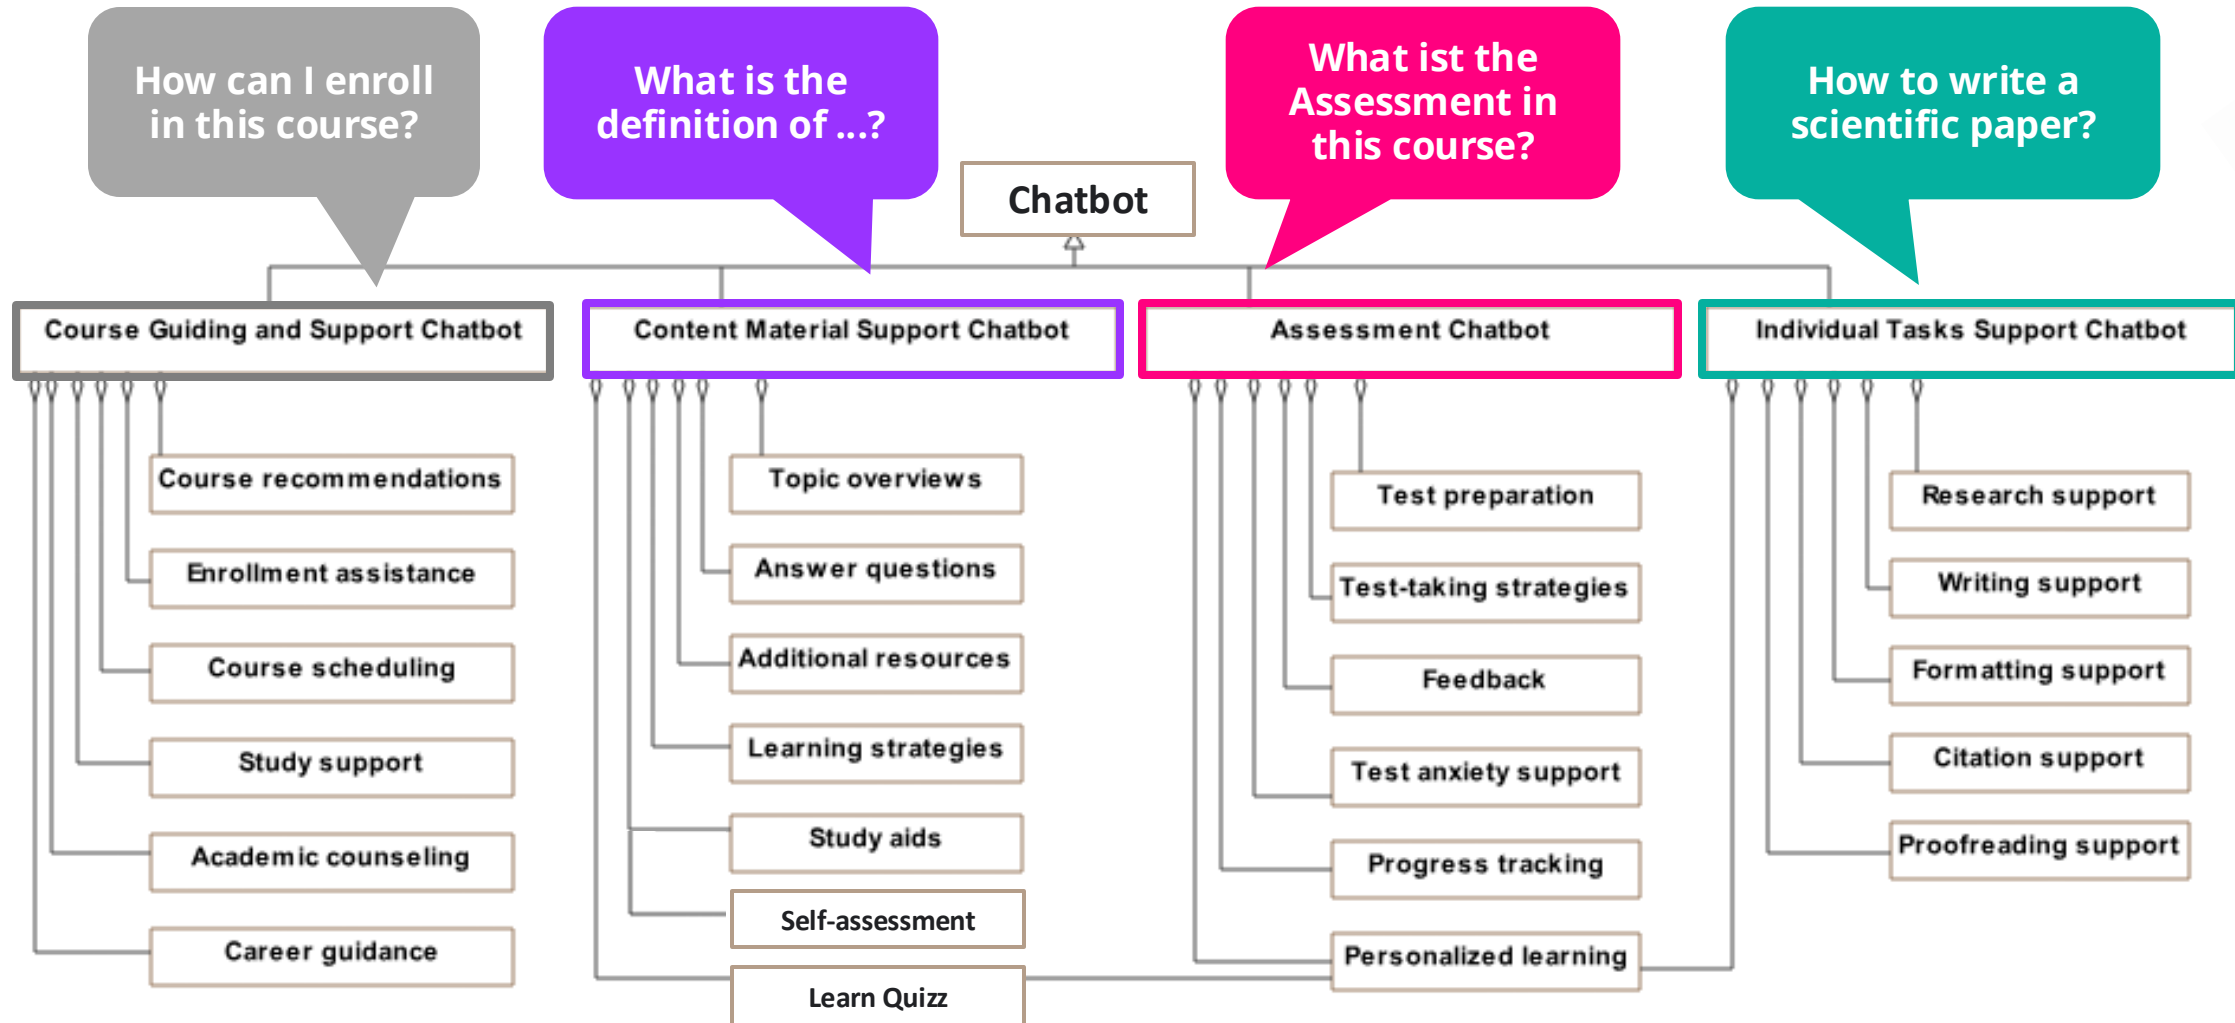 How can I enroll
in this course?
What is the
definition of ...?
What ist the
Assessment in
this course?
How to write a
scientific paper?
Chatbot
Course Guiding and Support Chatbot
Content Material Support Chatbot
Assessment Chatbot
Individual Tasks Support Chatbot
Course recommendations
Enrollment assistance
Course scheduling
Study support
Academic counseling
Career guidance
Topic overviews
Answer questions
Additional resources
Learning strategies
Study aids
Self-assessment
Learn Quizz
Test preparation
Test-taking strategies
Feedback
Test anxiety support
Progress tracking
Personalized learning
Research support
Writing support
Formatting support
Citation support
Proofreading support